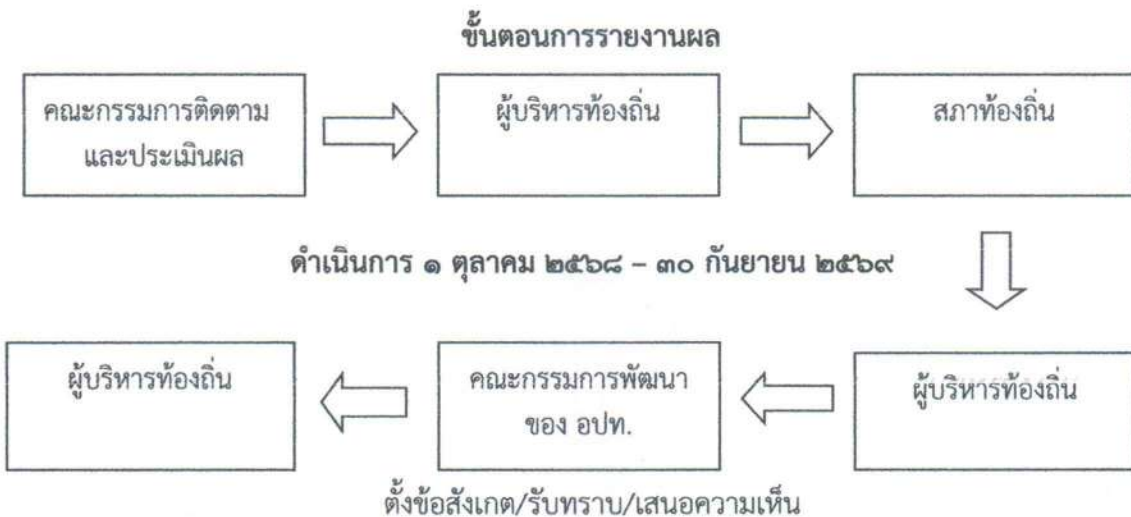 ขั้นตอนการรายงานผล
คณะกรรมการติดตาม
และประเมินผล
ผู้บริหารท้องถิ่น
สภาท้องถิ่น
ดำเนินการ ๑ ตุลาคม ๒๕๖๘ – ๓๐ กันยายน ๒๕๖๙
ผู้บริหารท้องถิ่น
คณะกรรมการพัฒนา
ของ อปท.
ผู้บริหารท้องถิ่น
ตั้งข้อสังเกต/รับทราบ/เสนอความเห็น